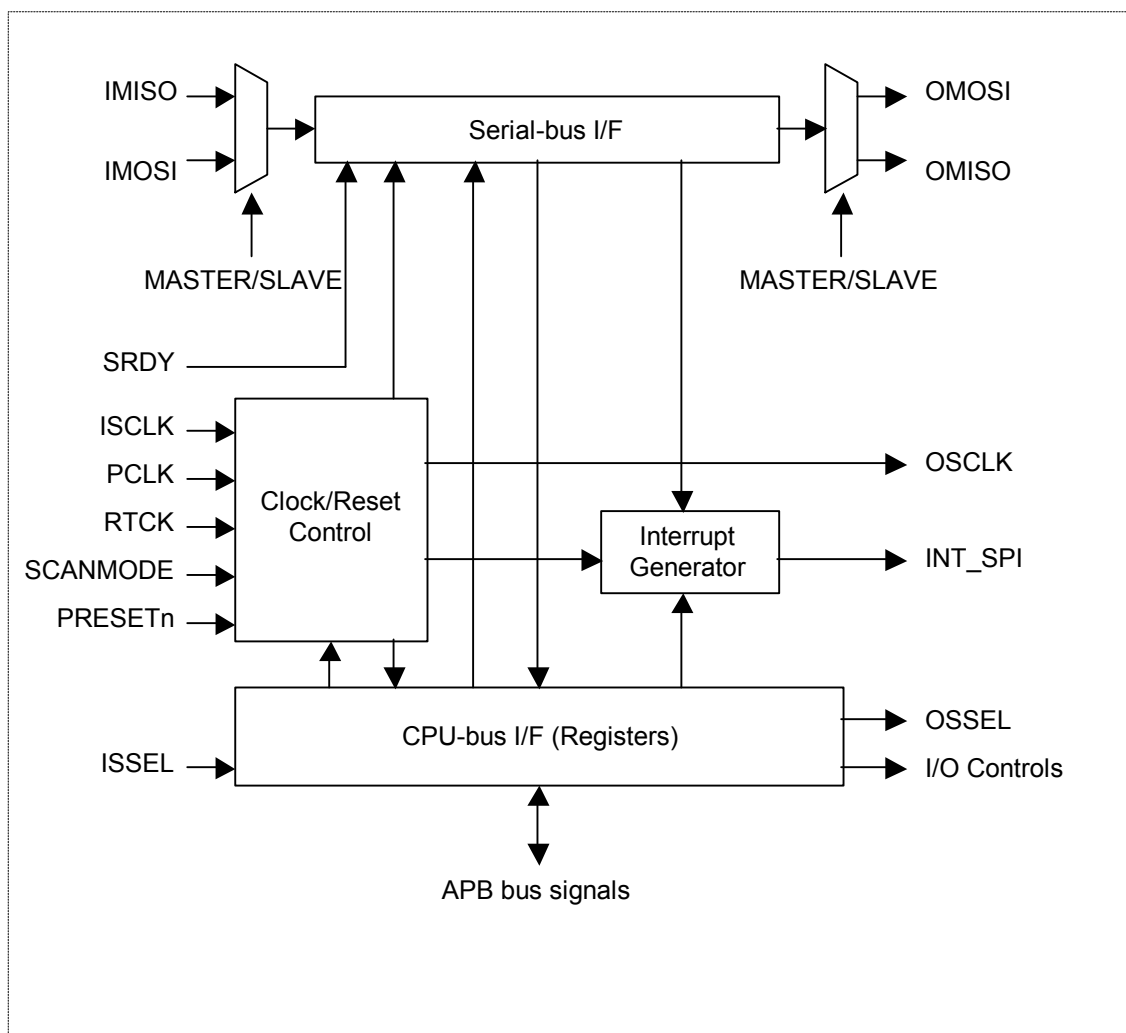 IMISO
OMOSI
Serial-bus I/F
IMOSI
OMISO
MASTER/SLAVE
MASTER/SLAVE
SRDY
ISCLK
OSCLK
PCLK
Clock/Reset
Control
RTCK
Interrupt
Generator
INT_SPI
SCANMODE
PRESETn
OSSEL
CPU-bus I/F (Registers)
ISSEL
I/O Controls
APB bus signals